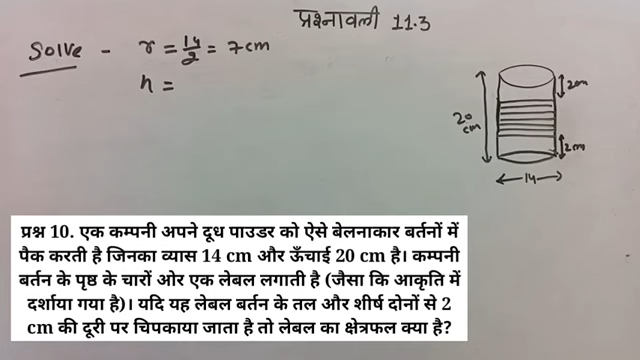 प्रश्नावली 11.3
Solve - r = 14/2 = 7cm
h =
2cm
20 cm
2cm
14
प्रश्न 10. एक कम्पनी अपने दूध पाउडर को ऐसे बेलनाकार बर्तनों में
पैक करती है जिनका व्यास 14 cm और ऊँचाई 20 cm है। कम्पनी
बर्तन के पृष्ठ के चारों ओर एक लेबल लगाती है (जैसा कि आकृति में
दर्शाया गया है)। यदि यह लेबल बर्तन के तल और शीर्ष दोनों से 2
cm की दूरी पर चिपकाया जाता है तो लेबल का क्षेत्रफल क्या है?